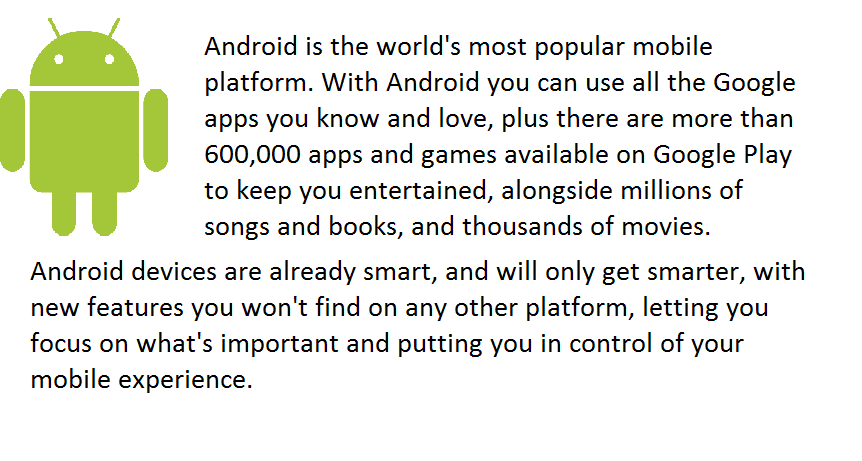 Android is the world's most popular mobile
platform. With Android you can use all the Google
apps you know and love, plus there are more than
600,000 apps and games available on Google Play
to keep you entertained, alongside millions of
songs and books, and thousands of movies.
Android devices are already smart, and will only get smarter, with
new features you won't find on any other platform, letting you
focus on what's important and putting you in control of your
mobile experience.